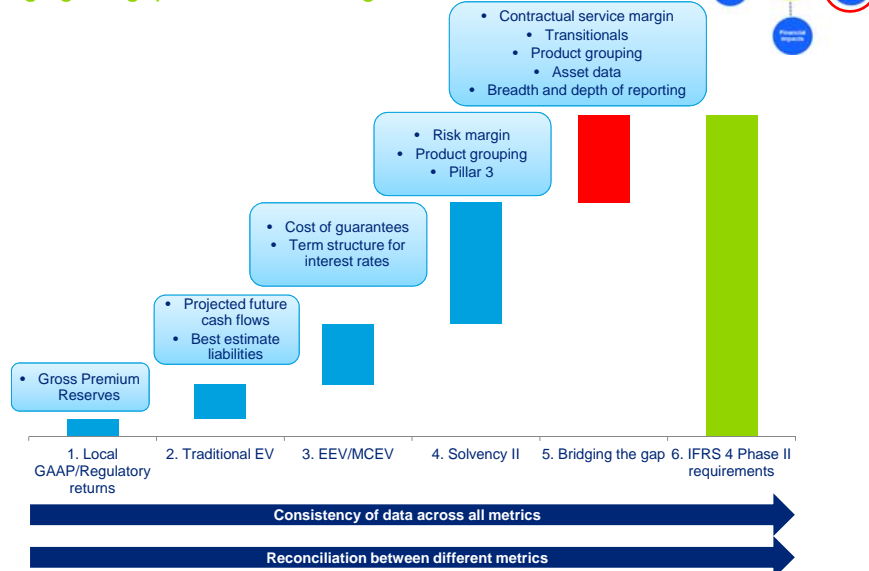 • Contractual service margin
• Transitionals
• Product grouping
• Asset data
• Breadth and depth of reporting
Financial
impacts
• Risk margin
• Product grouping
• Pillar 3
• Cost of guarantees
• Term structure for
interest rates
• Projected future
cash flows
• Best estimate
liabilities
• Gross Premium
Reserves
1. Local
GAAP/Regulatory
returns
2. Traditional EV
3. EEV/MCEV
4. Solvency II
5. Bridging the gap
6. IFRS 4 Phase II
requirements
Consistency of data across all metrics
Reconciliation between different metrics